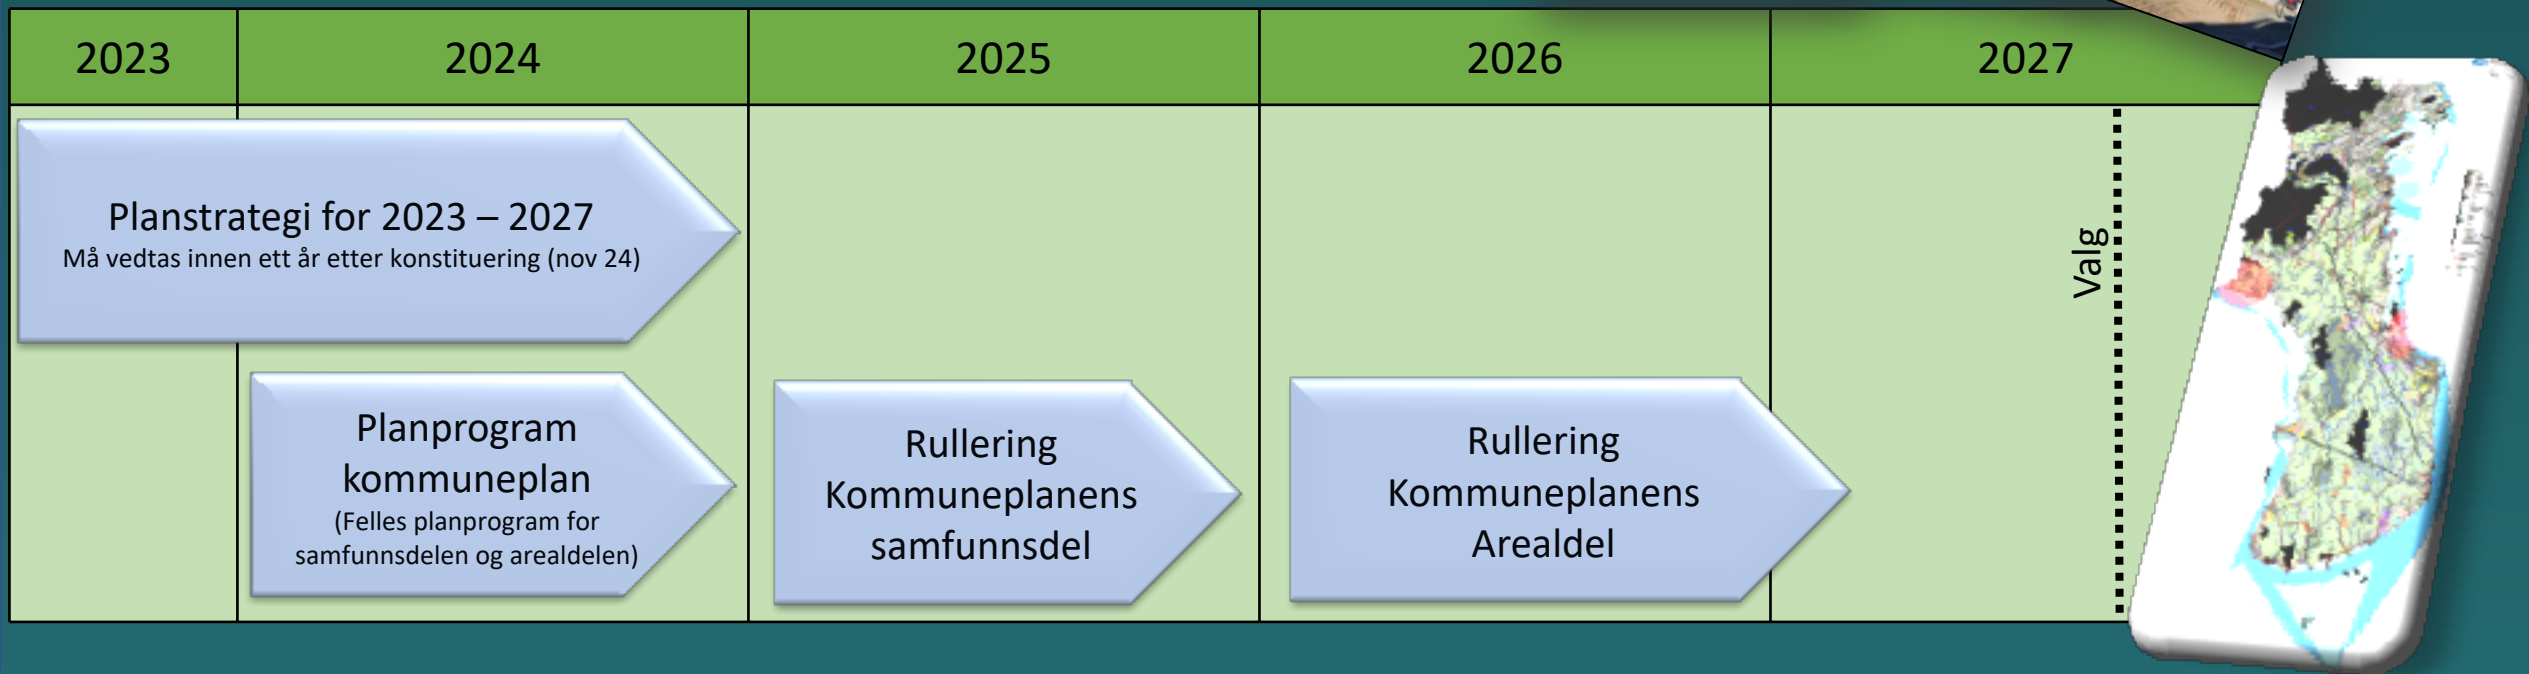 2023
2024
2025
2026
2027
Planstrategi for 2023 – 2027
Må vedtas innen ett år etter konstituering (nov 24)
Valg
Planprogram
kommuneplan
(Felles planprogram for
samfunnsdelen og arealdelen)
Rullering
Kommuneplanens
samfunnsdel
Rullering
Kommuneplanens
Arealdel